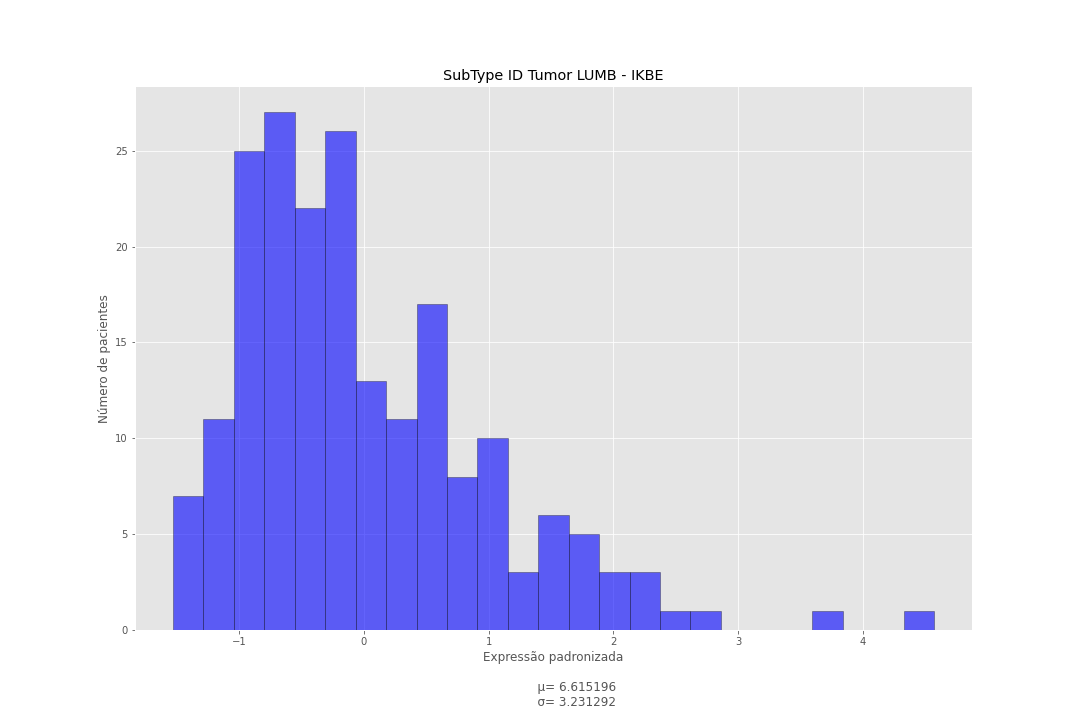 SubType ID Tumor LUMB - IKBE
Número de pacientes
25
20
15
10
5
0
−1
0
1
2
3
4
Expressão padronizada
μ= 6.615196
σ= 3.231292